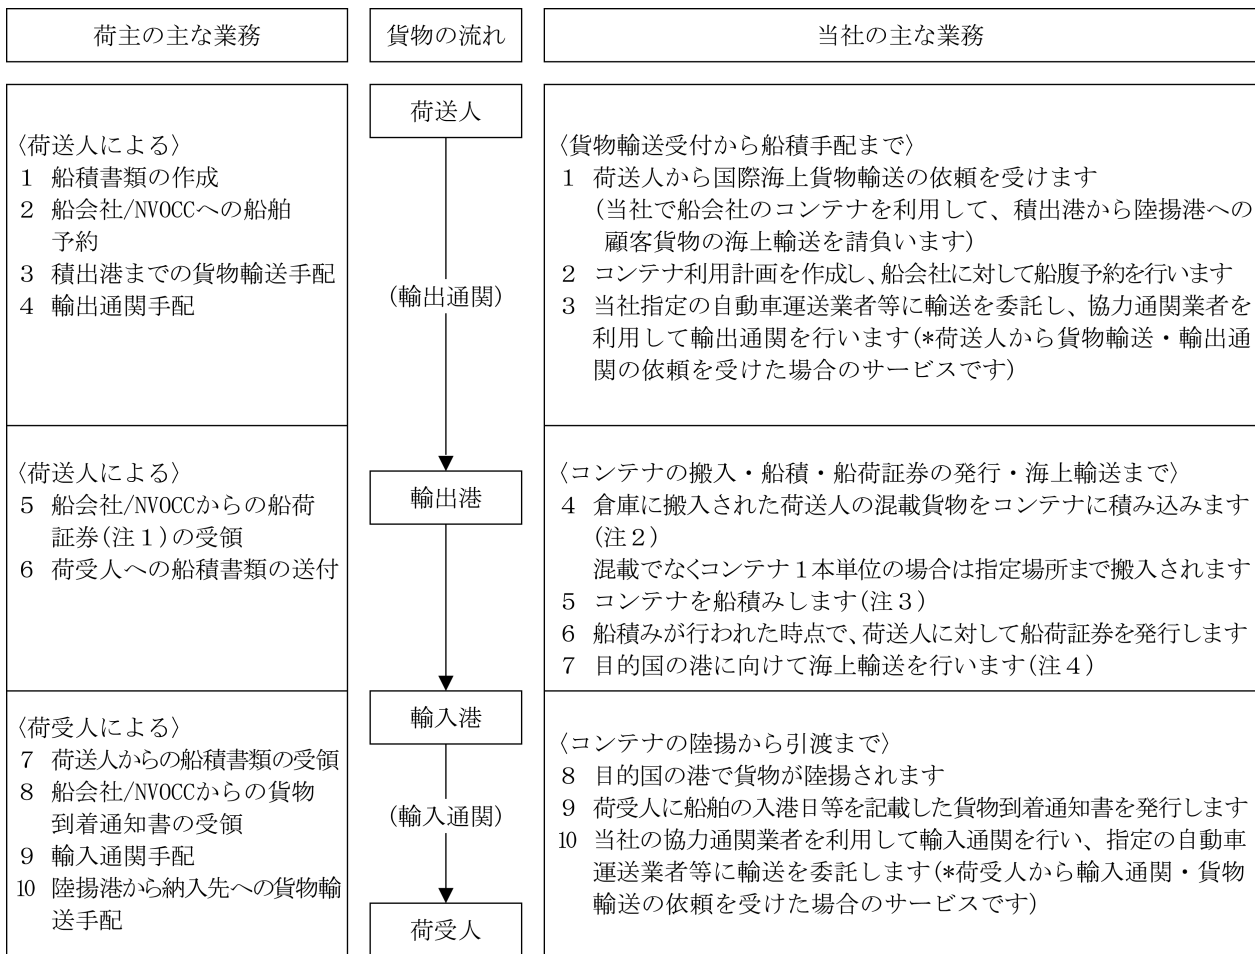 荷主の主な業務
貨物の流れ
当社の主な業務
〈荷送人による〉
1 船積書類の作成
2 船会社/NVOCCへの船舶
予約
3 積出港までの貨物輸送手配
4 輸出通関手配
荷送人
(輸出通関)
〈貨物輸送受付から船積手配まで〉
1 荷送人から国際海上貨物輸送の依頼を受けます
(当社で船会社のコンテナを利用して、積出港から陸揚港への
顧客貨物の海上輸送を請負います)
2 コンテナ利用計画を作成し、船会社に対して船腹予約を行います
3 当社指定の自動車運送業者等に輸送を委託し、協力通関業者を
利用して輸出通関を行います(*荷送人から貨物輸送・輸出通
関の依頼を受けた場合のサービスです)
〈荷送人による〉
5 船会社/NVOCCからの船荷
証券(注1)の受領
6 荷受人への船積書類の送付
輸出港
〈コンテナの搬入・船積・船荷証券の発行・海上輸送まで〉
4 倉庫に搬入された荷送人の混載貨物をコンテナに積み込みます
(注2)
混載でなくコンテナ1本単位の場合は指定場所まで搬入されます
5 コンテナを船積みします(注3)
6 船積みが行われた時点で、荷送人に対して船荷証券を発行します
7 目的国の港に向けて海上輸送を行います(注4)
〈荷受人による〉
7 荷送人からの船積書類の受領
8 船会社/NVOCCからの貨物
到着通知書の受領
9 輸入通関手配
10 陸揚港から納入先への貨物輸
送手配
輸入港
(輸入通関)
荷受人
〈コンテナの陸揚から引渡まで〉
8 目的国の港で貨物が陸揚されます
9 荷受人に船舶の入港日等を記載した貨物到着通知書を発行します
10 当社の協力通関業者を利用して輸入通関を行い、指定の自動車
運送業者等に輸送を委託します(*荷受人から輸入通関・貨物
輸送の依頼を受けた場合のサービスです)